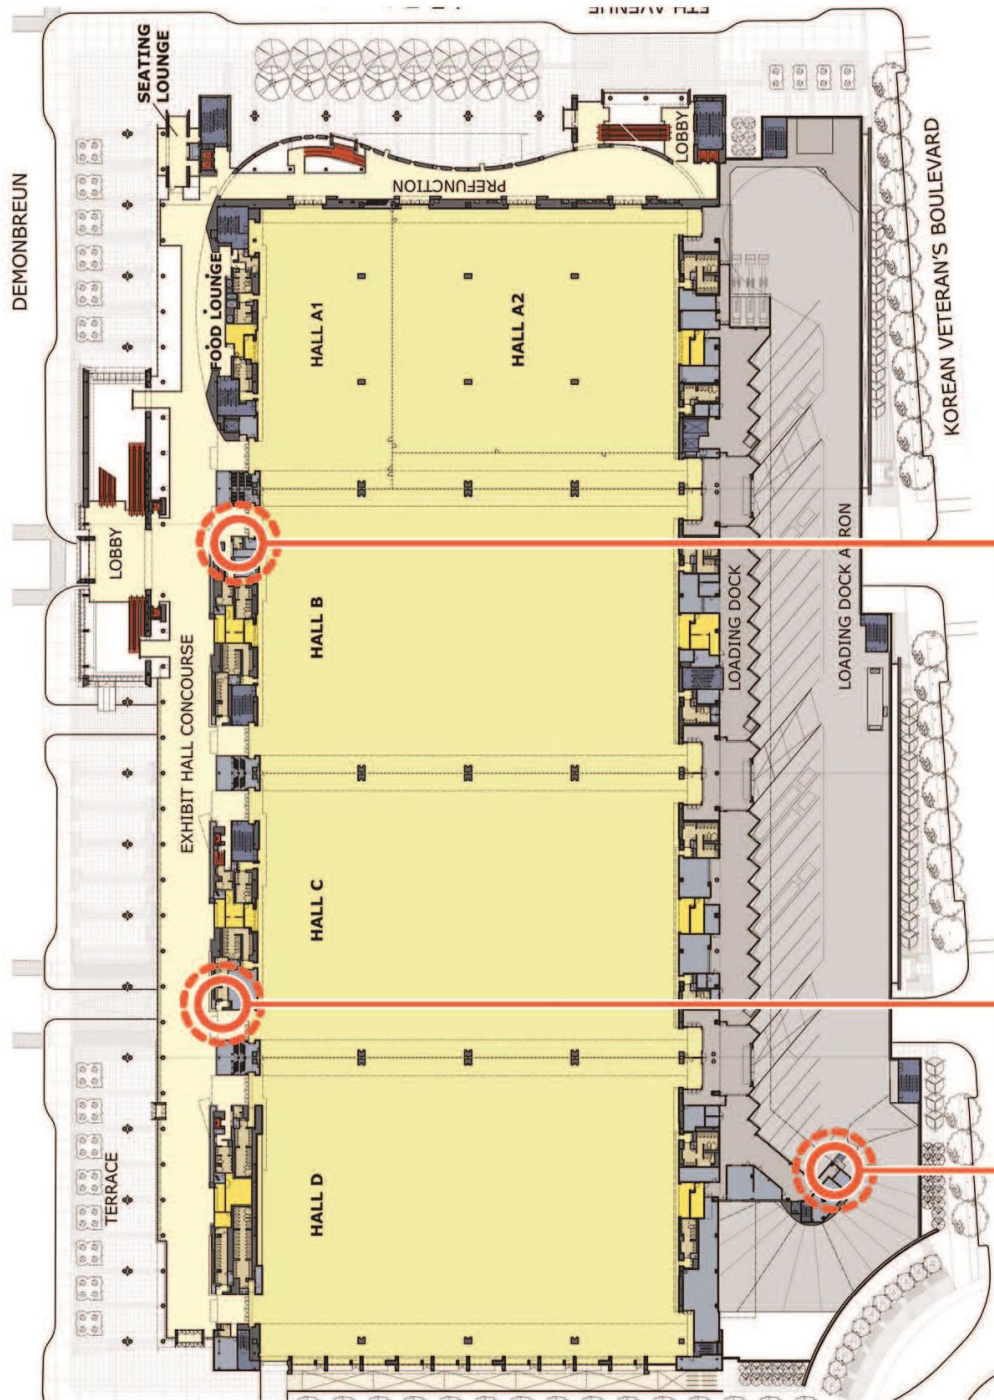 5TH AVENUE
SEATING
LOUNGE
DEMONBREUN
LOBBY
PREFUNCTION
KOREAN VETERAN'S BOULEVARD
FOOD LOUNGE
HALL A1
HALL A2
LOBBY
HALL B
EXHIBIT HALL CONCOURSE
LOADING DOCK
LOADING DOCK A RON
HALL C
TERRACE
HALL D